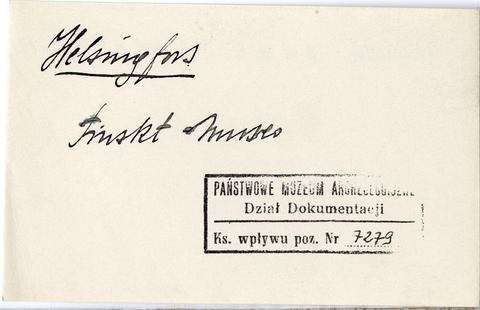 Helsingfors
Finskt Museo
PAŃSTWOWE MUZEUM ARCHEOLOGICZNE
Dział Dokumentacji
Ks. wpływu poz. Nr 7279